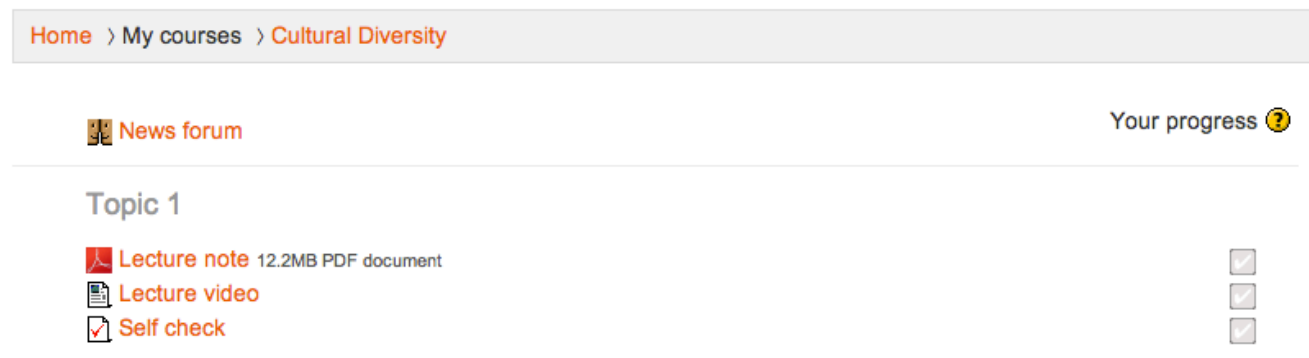 Home 〉My courses 〉Cultural Diversity
News forum
Your progress ?
Topic 1
Lecture note 12.2MB PDF document
Lecture video
Self check